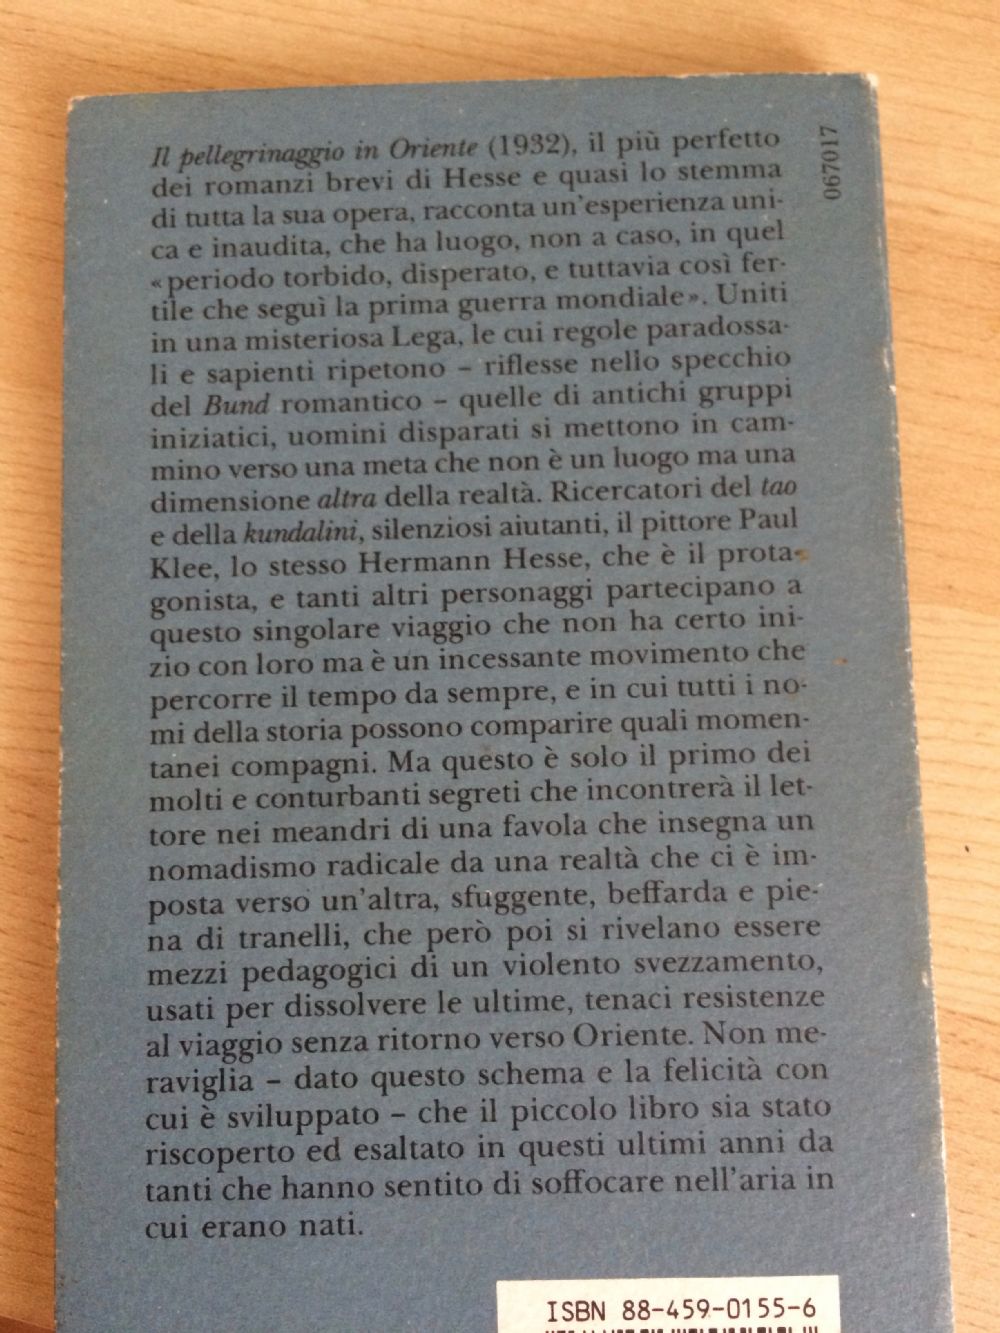 Il pellegrinaggio in Oriente (1932), il più perfetto
dei romanzi brevi di Hesse e quasi lo stemma
di tutta la sua opera, racconta un'esperienza uni-
ca e inaudita, che ha luogo, non a caso, in quel
«periodo torbido, disperato, e tuttavia così fer-
tile che seguì la prima guerra mondiale». Uniti
in una misteriosa Lega, le cui regole paradossa-
li e sapienti ripetono – riflesse nello specchio
del Bund romantico – quelle di antichi gruppi
iniziatici, uomini disparati si mettono in cam-
mino verso una meta che non è un luogo ma una
dimensione altra della realtà. Ricercatori del tao
e della kundalini, silenziosi aiutanti, il pittore Paul
Klee, lo stesso Hermann Hesse, che è il prota-
gonista, e tanti altri personaggi partecipano a
questo singolare viaggio che non ha certo ini-
zio con loro ma è un incessante movimento che
percorre il tempo da sempre, e in cui tutti i no-
mi della storia possono comparire quali momen-
tanei compagni. Ma questo è solo il primo dei
molti e conturbanti segreti che incontrerà il let-
tore nei meandri di una favola che insegna un
nomadismo radicale da una realtà che ci è im-
posta verso un'altra, sfuggente, beffarda e pie-
na di tranelli, che però poi si rivelano essere
mezzi pedagogici di un violento svezzamento,
usati per dissolvere le ultime, tenaci resistenze
al viaggio senza ritorno verso Oriente. Non me-
raviglia – dato questo schema e la felicità con
cui è sviluppato – che il piccolo libro sia stato
riscoperto ed esaltato in questi ultimi anni da
tanti che hanno sentito di soffocare nell'aria in
cui erano nati.
067017
ISBN 88-459-0155-6